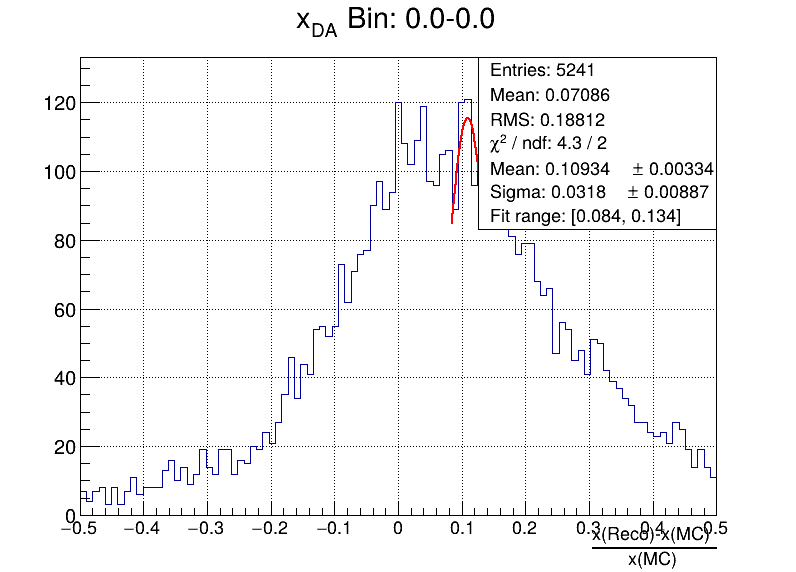 x_DA Bin: 0.0-0.0
Entries: 5241
Mean: 0.07086
RMS: 0.18812
χ² / ndf: 4.3 / 2
Mean: 0.10934 ± 0.00334
Sigma: 0.0318 ± 0.00887
Fit range: [0.084, 0.134]
120
100
80
60
40
20
0
−0.5 −0.4 −0.3 −0.2 −0.1 0 0.1 0.2 0.3 0.4 0.5
x(Reco)-x(MC)
x(MC)